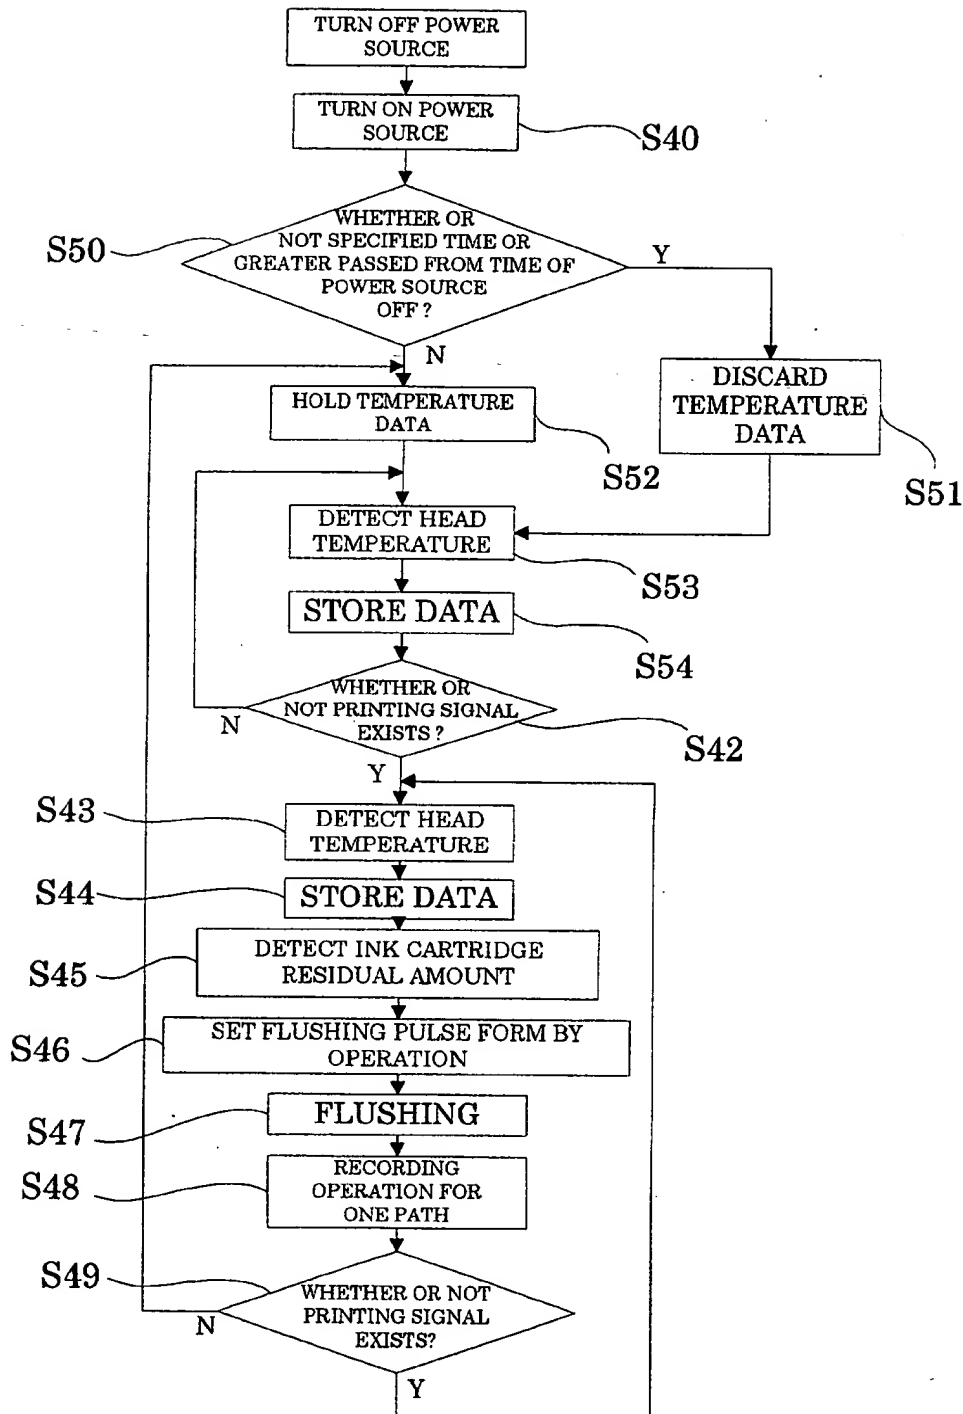 TURN OFF POWER
SOURCE
TURN ON POWER
SOURCE
S40
WHETHER OR
NOT SPECIFIED TIME OR
GREATER PASSED FROM TIME OF
POWER SOURCE
OFF ?
S50
Y
N
DISCARD
TEMPERATURE
DATA
S51
HOLD TEMPERATURE
DATA
S52
DETECT HEAD
TEMPERATURE
S53
STORE DATA
S54
WHETHER OR
NOT PRINTING SIGNAL
EXISTS ?
N
S42
Y
S43
DETECT HEAD
TEMPERATURE
S44
STORE DATA
S45
DETECT INK CARTRIDGE
RESIDUAL AMOUNT
S46
SET FLUSHING PULSE FORM BY
OPERATION
S47
FLUSHING
S48
RECORDING
OPERATION FOR
ONE PATH
S49
WHETHER OR NOT
PRINTING SIGNAL
EXISTS?
N
Y